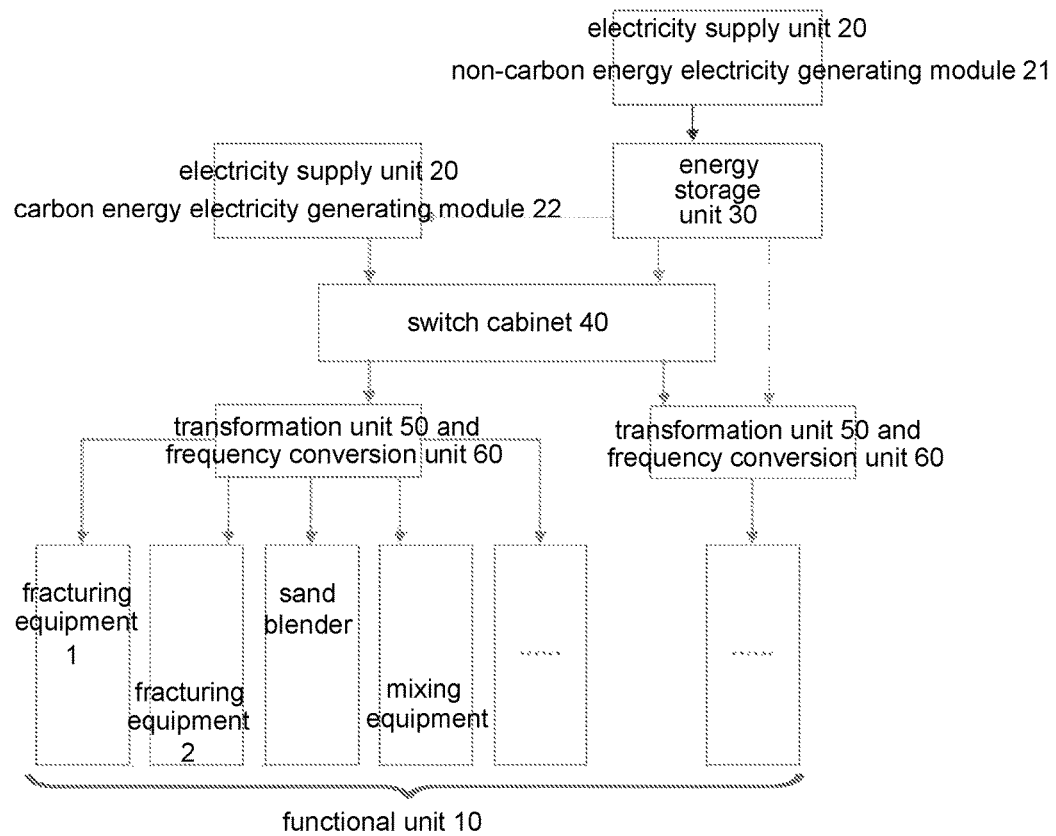 electricity supply unit 20
non-carbon energy electricity generating module 21
electricity supply unit 20
carbon energy electricity generating module 22
energy
storage
unit 30
switch cabinet 40
transformation unit 50 and
frequency conversion unit 60
transformation unit 50 and
frequency conversion unit 60
fracturing
equipment
1
fracturing
equipment
2
sand
blender
mixing
equipment
......
......
functional unit 10